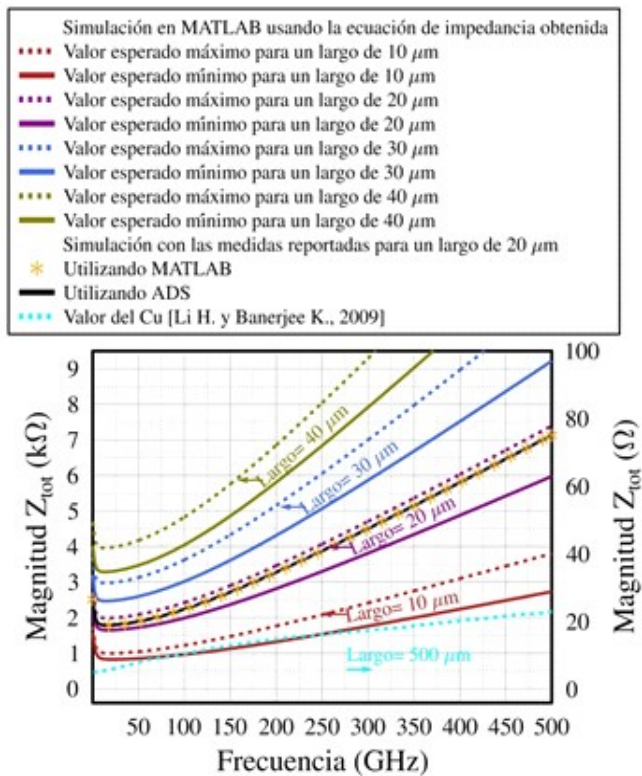 Simulación en MATLAB usando la ecuación de impedancia obtenida
Valor esperado máximo para un largo de 10 μm
Valor esperado mínimo para un largo de 10 μm
Valor esperado máximo para un largo de 20 μm
Valor esperado mínimo para un largo de 20 μm
Valor esperado máximo para un largo de 30 μm
Valor esperado mínimo para un largo de 30 μm
Valor esperado máximo para un largo de 40 μm
Valor esperado mínimo para un largo de 40 μm
Simulación con las medidas reportadas para un largo de 20 μm
Utilizando MATLAB
Utilizando ADS
Valor del Cu [Li H. y Banerjee K., 2009]
Magnitud Z_tot (kΩ)
9
8
7
6
5
4
3
2
1
0
Largo= 40 μm
Largo= 30 μm
Largo= 20 μm
Largo= 10 μm
Largo= 500 μm
100
80
60
40
20
0
Magnitud Z_tot (Ω)
50 100 150 200 250 300 350 400 450 500
Frecuencia (GHz)